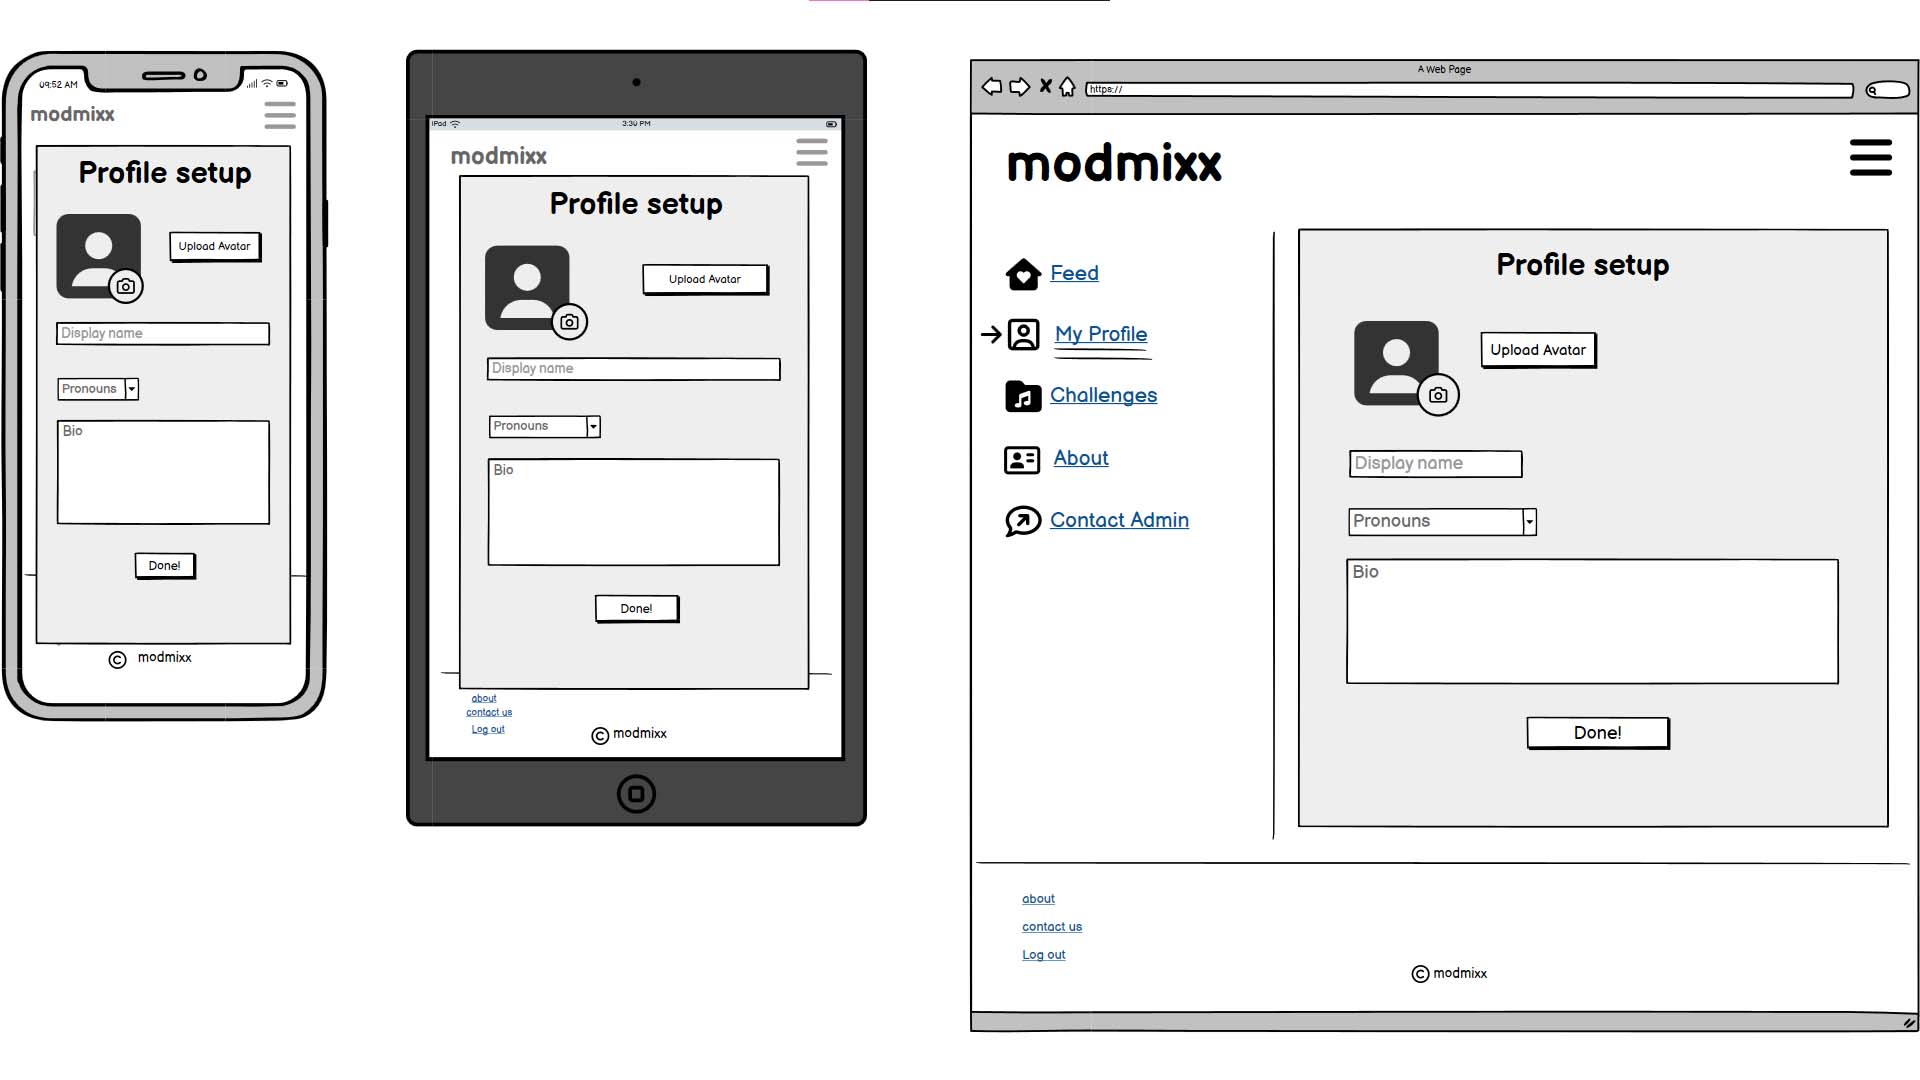 09:52 AM
modmixx
Profile setup
Upload Avatar
Display name
Pronouns
Bio
Done!
© modmixx
iPad
3:30 PM
modmixx
Profile setup
Upload Avatar
Display name
Pronouns
Bio
Done!
about
contact us
Log out
© modmixx
A Web Page
https://
modmixx
Feed
My Profile
Challenges
About
Contact Admin
Profile setup
Upload Avatar
Display name
Pronouns
Bio
Done!
about
contact us
Log out
© modmixx